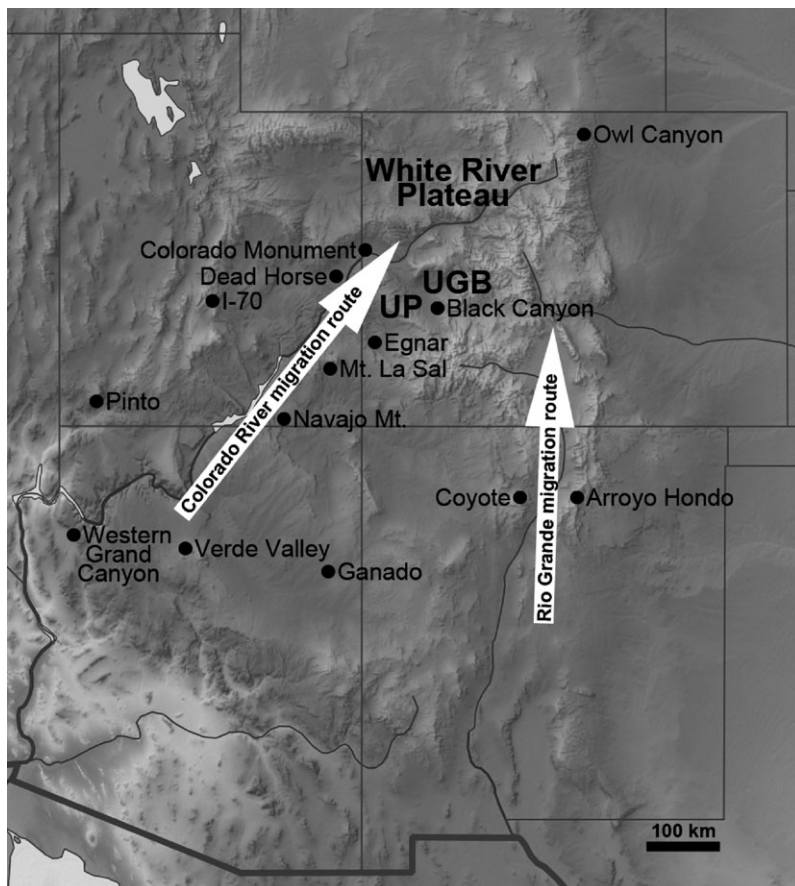 Owl Canyon
White River
Plateau
Colorado Monument
Dead Horse
I-70
UGB
UP
Black Canyon
Egnar
Mt. La Sal
Pinto
Navajo Mt.
Colorado River migration route
Coyote
Arroyo Hondo
Rio Grande migration route
Western
Grand
Canyon
Verde Valley
Ganado
100 km